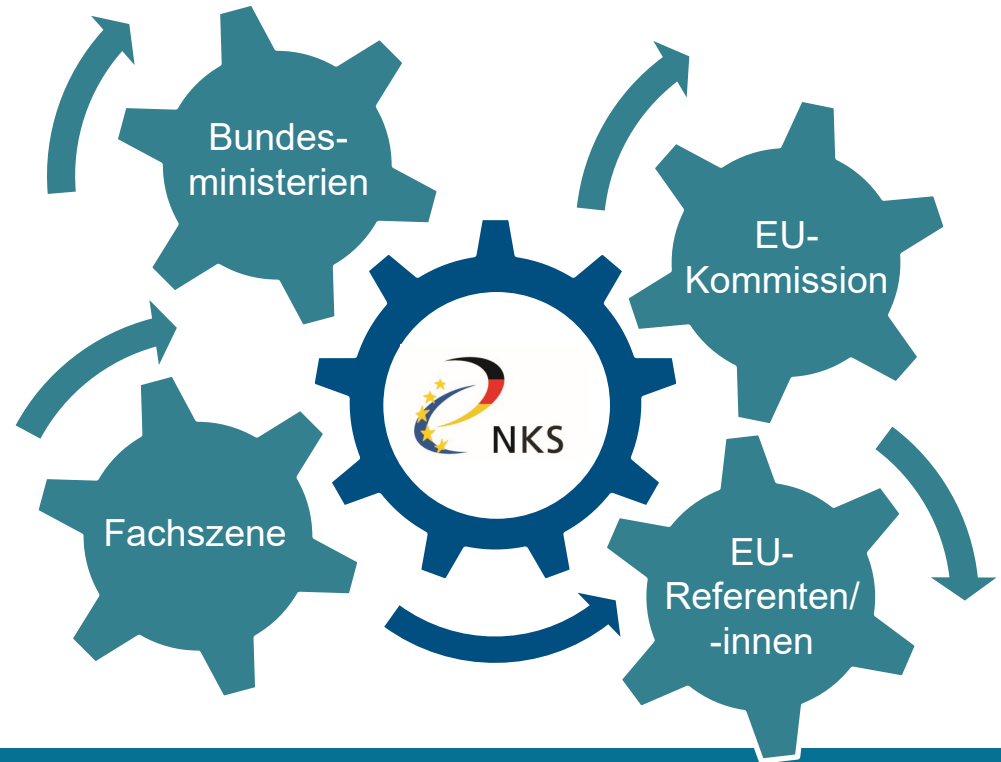 Bundes-
ministerien
EU-
Kommission
NKS
Fachszene
EU-
Referenten/
-innen